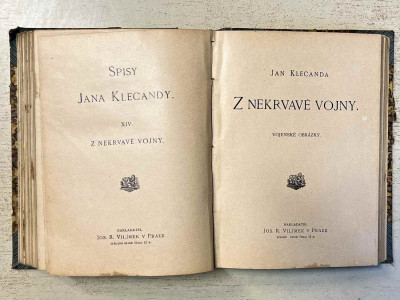 Spisy
Jana Klecandy.
XIV.
Z nekrvavé vojny.
NAKLADATEL
Jos. R. Vilímek v Praze
Jan Klecanda
Z nekrvavé vojny.
VOJENSKÉ OBRÁZKY.
NAKLADATEL
Jos. R. Vilímek v Praze